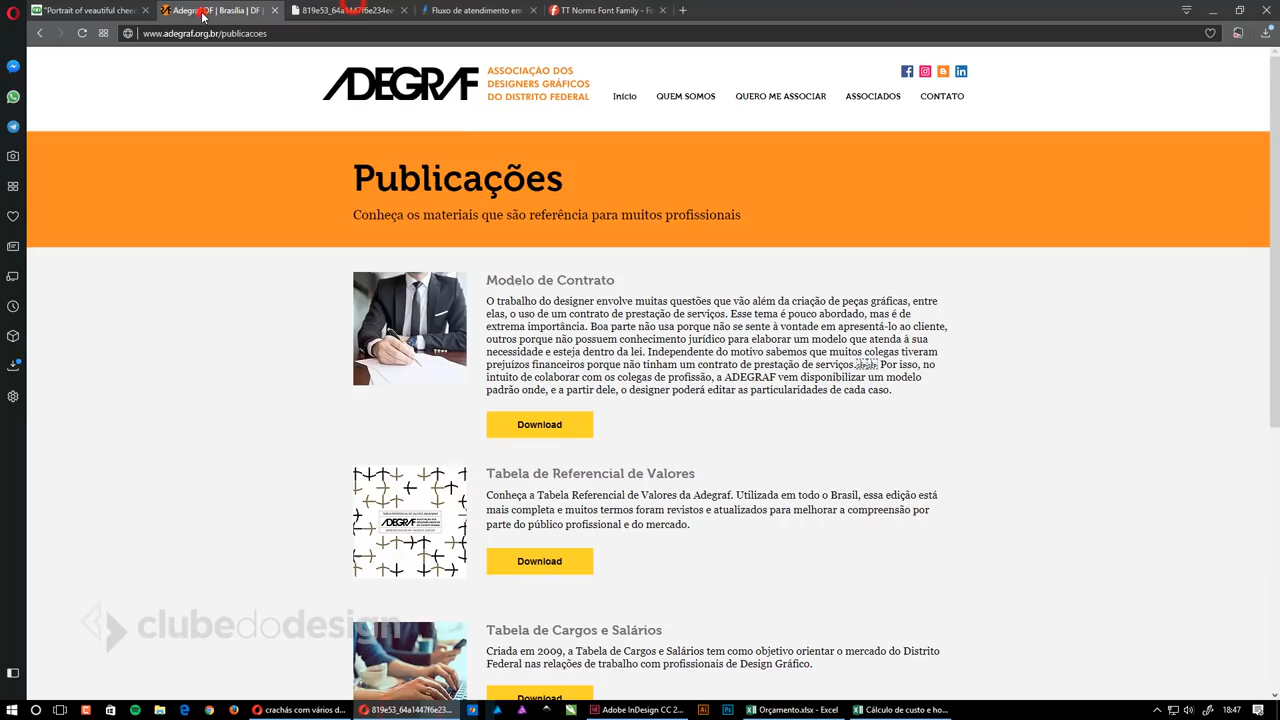 "Portrait of beautiful cheer
Adegraf | Brasília | DF |
819e53_64a1447f6e234e
Fluxo de atendimento en
TT Norms Font Family - Fo
www.adegraf.org.br/publicacoes
ADEGRAF
ASSOCIAÇÃO DOS
DESIGNERS GRÁFICOS
DO DISTRITO FEDERAL
Início
QUEM SOMOS
QUERO ME ASSOCIAR
ASSOCIADOS
CONTATO
Publicações
Conheça os materiais que são referência para muitos profissionais
Modelo de Contrato
O trabalho do designer envolve muitas questões que vão além da criação de peças gráficas, entre
elas, o uso de um contrato de prestação de serviços. Esse tema é pouco abordado, mas é de
extrema importância. Boa parte não usa porque não se sente à vontade em apresentá-lo ao cliente,
outros porque não possuem conhecimento jurídico para elaborar um modelo que atenda à sua
necessidade e esteja dentro da lei. Independente do motivo sabemos que muitos colegas tiveram
prejuízos financeiros porque não tinham um contrato de prestação de serviços. Por isso, no
intuito de colaborar com os colegas de profissão, a ADEGRAF vem disponibilizar um modelo
padrão onde, e a partir dele, o designer poderá editar as particularidades de cada caso.
Download
Tabela de Referencial de Valores
Conheça a Tabela Referencial de Valores da Adegraf. Utilizada em todo o Brasil, essa edição está
mais completa e muitos termos foram revistos e atualizados para melhorar a compreensão por
parte do público profissional e do mercado.
ADEGRAF
Download
clubedodesign
Tabela de Cargos e Salários
Criada em 2009, a Tabela de Cargos e Salários tem como objetivo orientar o mercado do Distrito
Federal nas relações de trabalho com profissionais de Design Gráfico.
Download
crachás com vários d...
819e53_64a1447f6e23...
Adobe InDesign CC 2...
Orçamento.xlsx - Excel
Cálculo de custo e ho...
18:47